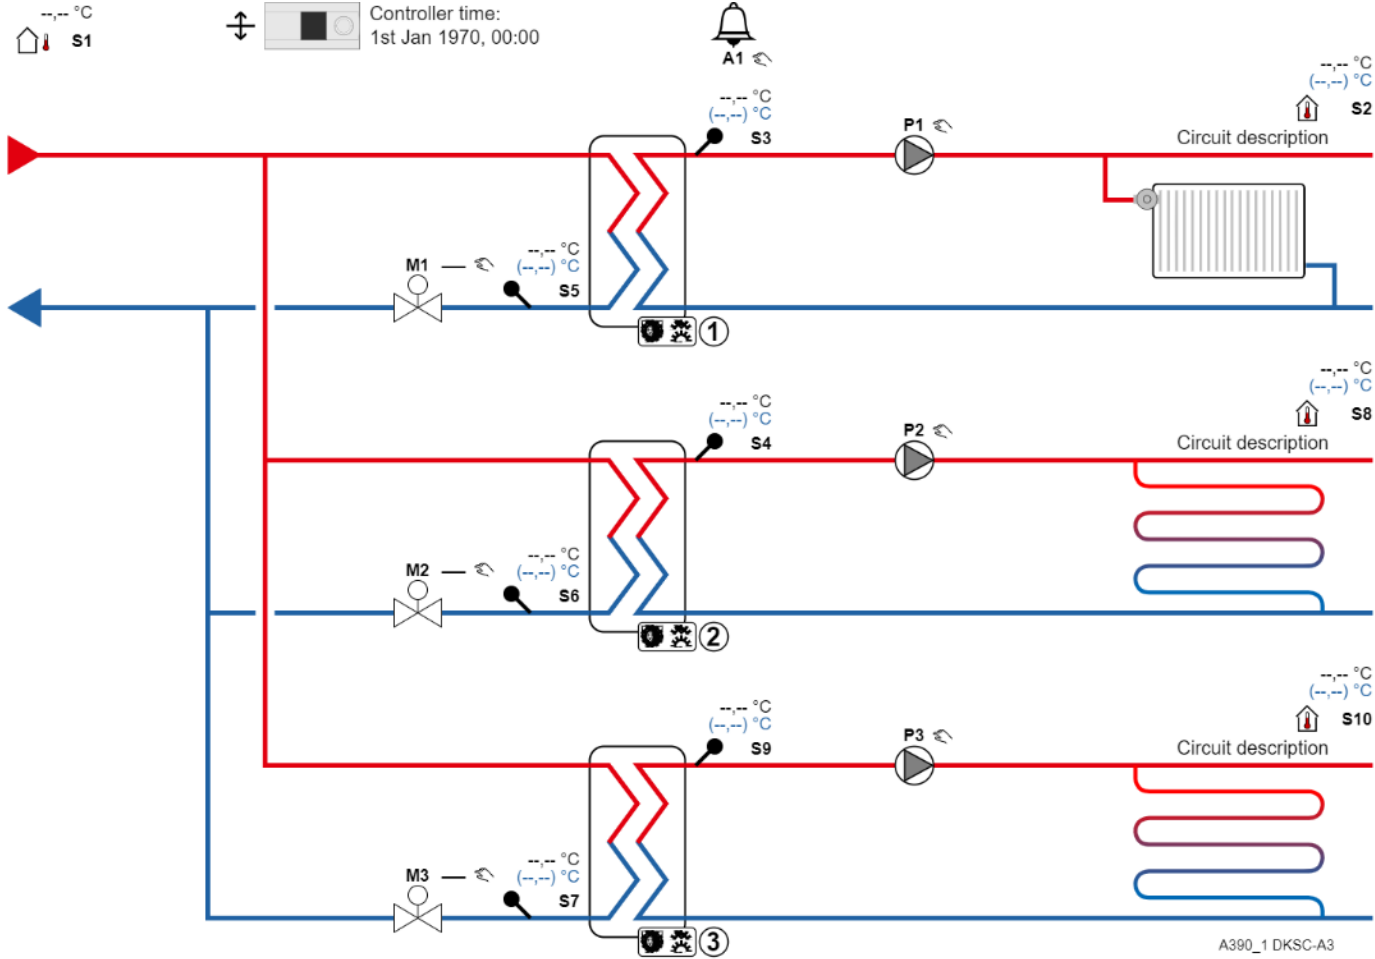 --,-- °C
S1
Controller time:
1st Jan 1970, 00:00
A1
--,-- °C
(--,--) °C
S2
Circuit description
--,-- °C
(--,--) °C
S3
P1
M1
--,-- °C
(--,--) °C
S5
1
--,-- °C
(--,--) °C
S8
Circuit description
--,-- °C
(--,--) °C
S4
P2
M2
--,-- °C
(--,--) °C
S6
2
--,-- °C
(--,--) °C
S10
Circuit description
--,-- °C
(--,--) °C
S9
P3
M3
--,-- °C
(--,--) °C
S7
3
A390_1 DKSC-A3